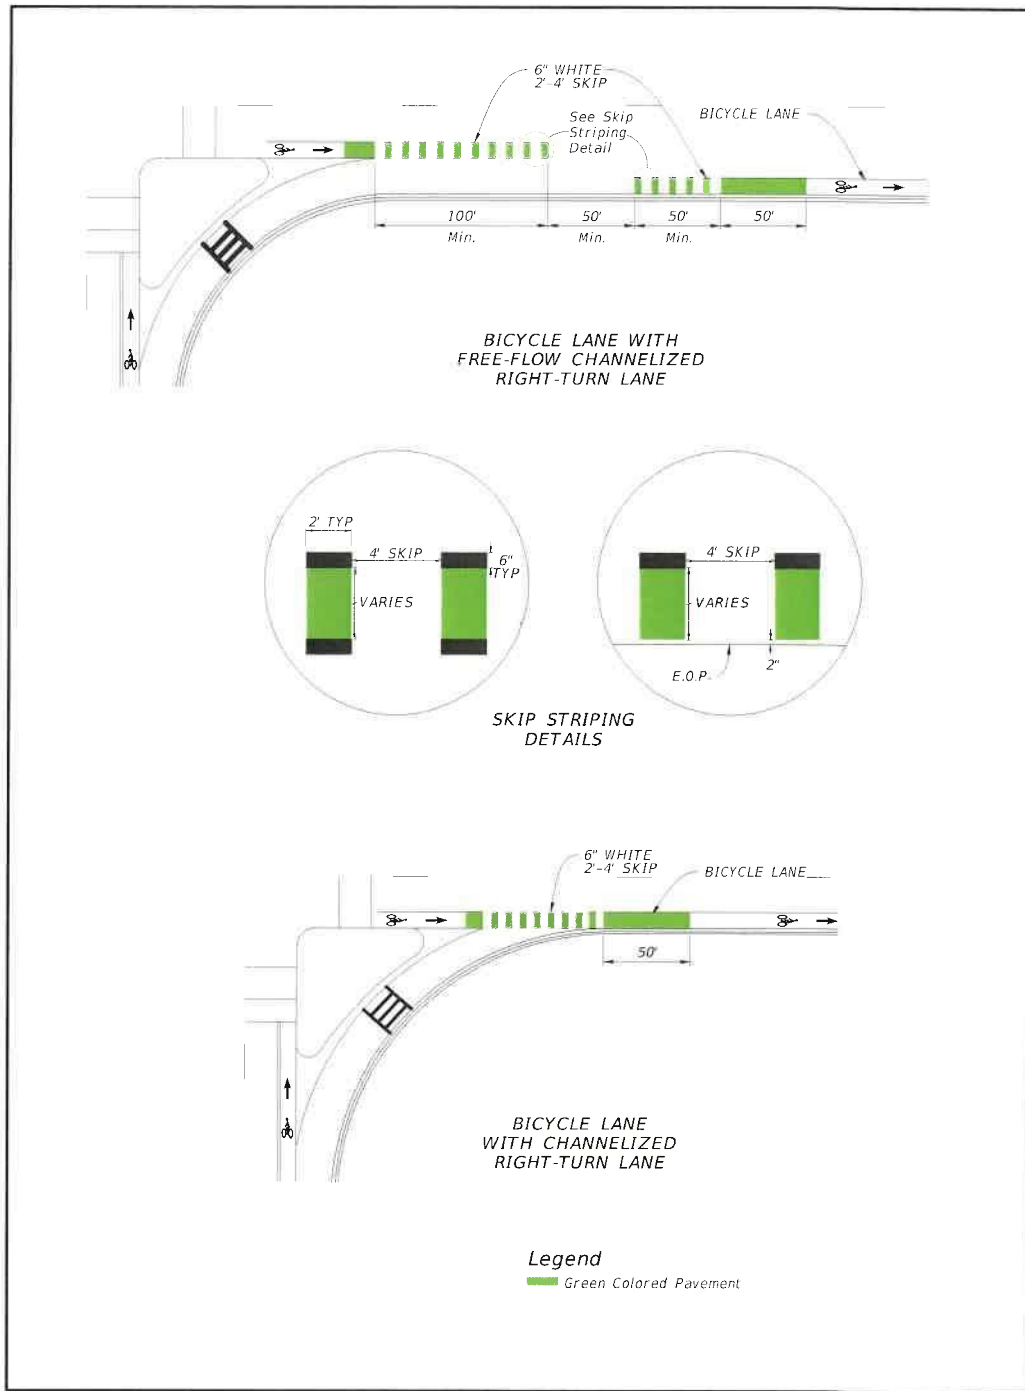 6" WHITE
2'-4' SKIP
See Skip
Striping
Detail
BICYCLE LANE
100'
Min.
50'
Min.
50'
Min.
50'
BICYCLE LANE WITH
FREE-FLOW CHANNELIZED
RIGHT-TURN LANE
2' TYP
4' SKIP
6"
TYP
VARIES
4' SKIP
VARIES
2"
E.O.P.
SKIP STRIPING
DETAILS
6" WHITE
2'-4' SKIP
BICYCLE LANE
50'
BICYCLE LANE
WITH CHANNELIZED
RIGHT-TURN LANE
Legend
Green Colored Pavement